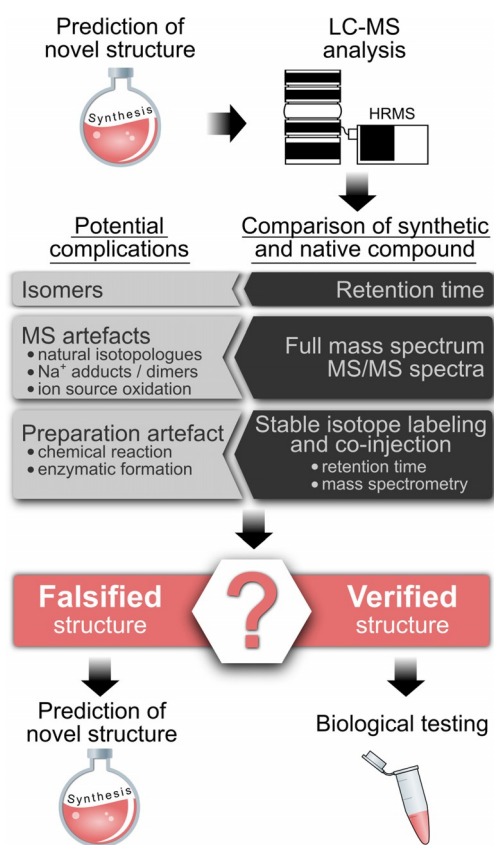 Prediction of
novel structure
Synthesis
LC-MS
analysis
HRMS
Potential
complications
Comparison of synthetic
and native compound
Isomers
Retention time
MS artefacts
• natural isotopologues
• Na⁺ adducts / dimers
• ion source oxidation
Full mass spectrum
MS/MS spectra
Preparation artefact
• chemical reaction
• enzymatic formation
Stable isotope labeling
and co-injection
• retention time
• mass spectrometry
Falsified
structure
?
Verified
structure
Prediction of
novel structure
Synthesis
Biological testing